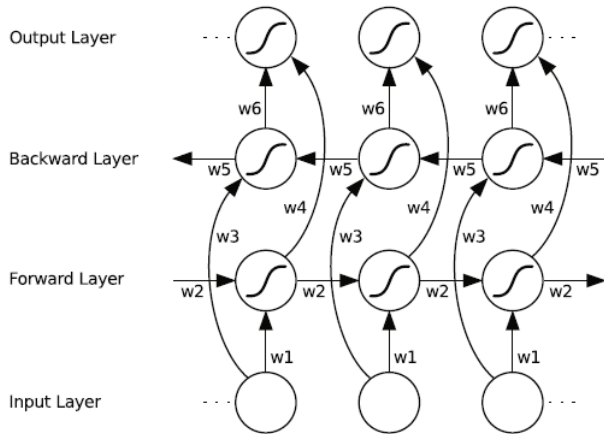 Output Layer
. . .
. . .
w6
w6
w6
Backward Layer
w5
w5
w5
w5
w4
w4
w4
w3
w3
w3
Forward Layer
w2
w2
w2
w2
w1
w1
w1
Input Layer
. . .
. . .